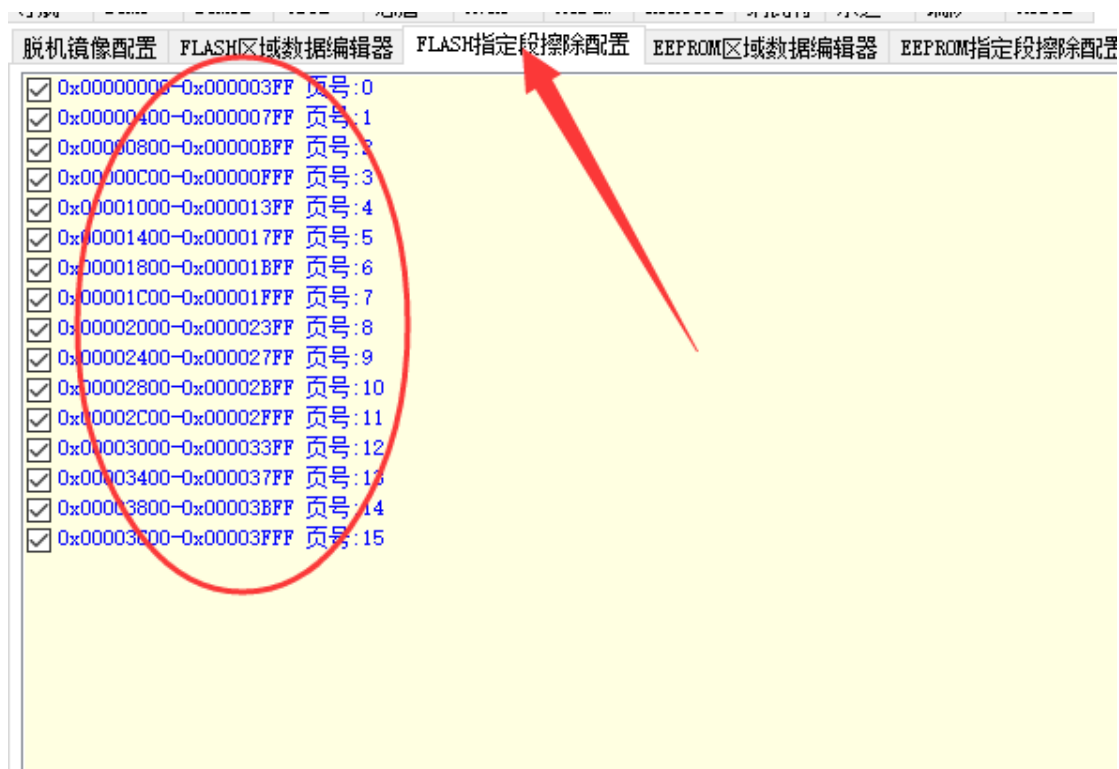 脱机镜像配置 FLASH区域数据编辑器 FLASH指定段擦除配置 EEPROM区域数据编辑器 EEPROM指定段擦除配置
0x00000000-0x000003FF 页号:0
0x00000400-0x000007FF 页号:1
0x00000800-0x00000BFF 页号:2
0x00000C00-0x00000FFF 页号:3
0x00001000-0x000013FF 页号:4
0x00001400-0x000017FF 页号:5
0x00001800-0x00001BFF 页号:6
0x00001C00-0x00001FFF 页号:7
0x00002000-0x000023FF 页号:8
0x00002400-0x000027FF 页号:9
0x00002800-0x00002BFF 页号:10
0x00002C00-0x00002FFF 页号:11
0x00003000-0x000033FF 页号:12
0x00003400-0x000037FF 页号:13
0x00003800-0x00003BFF 页号:14
0x00003C00-0x00003FFF 页号:15